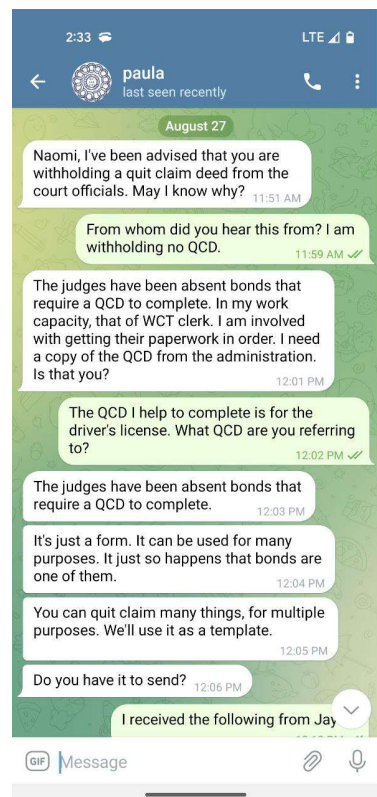 2:33
LTE
paula
last seen recently
August 27
Naomi, I've been advised that you are
withholding a quit claim deed from the
court officials. May I know why?
11:51 AM
From whom did you hear this from? I am
withholding no QCD.
11:59 AM
The judges have been absent bonds that
require a QCD to complete. In my work
capacity, that of WCT clerk. I am involved
with getting their paperwork in order. I need
a copy of the QCD from the administration.
Is that you?
12:01 PM
The QCD I help to complete is for the
driver's license. What QCD are you referring
to?
12:02 PM
The judges have been absent bonds that
require a QCD to complete.
12:03 PM
It's just a form. It can be used for many
purposes. It just so happens that bonds are
one of them.
12:04 PM
You can quit claim many things, for multiple
purposes. We'll use it as a template.
12:05 PM
Do you have it to send?
12:06 PM
I received the following from Jay
GIF
Message